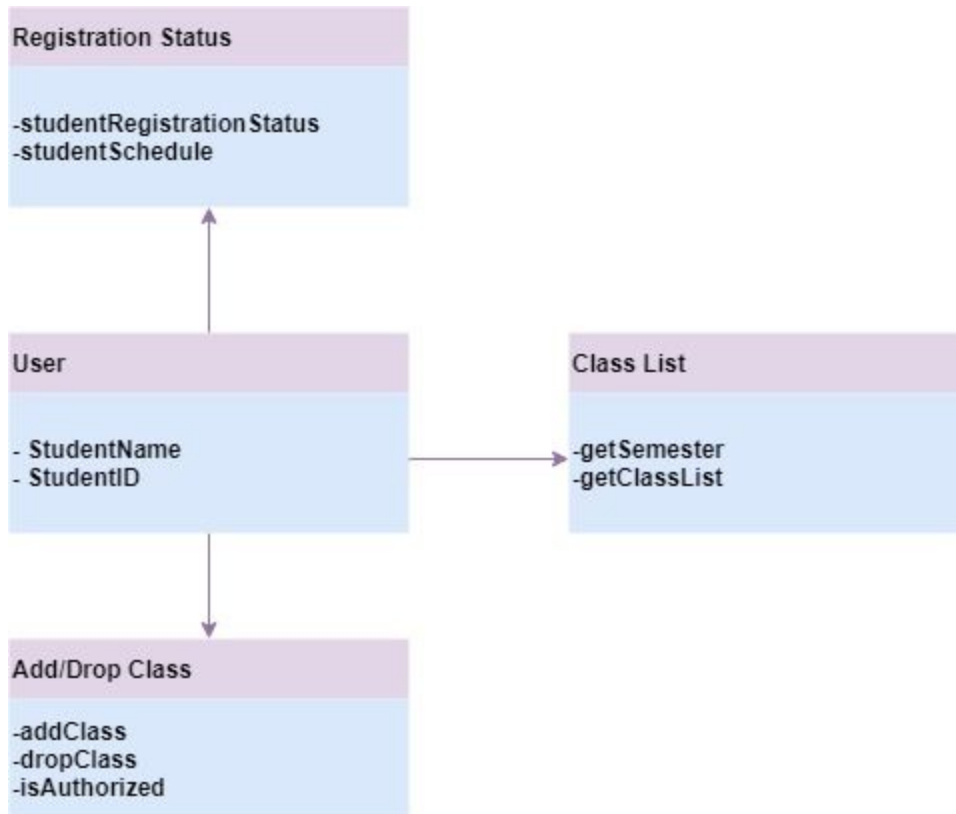 Registration Status
-studentRegistrationStatus
-studentSchedule
User
- StudentName
- StudentID
Class List
-getSemester
-getClassList
Add/Drop Class
-addClass
-dropClass
-isAuthorized